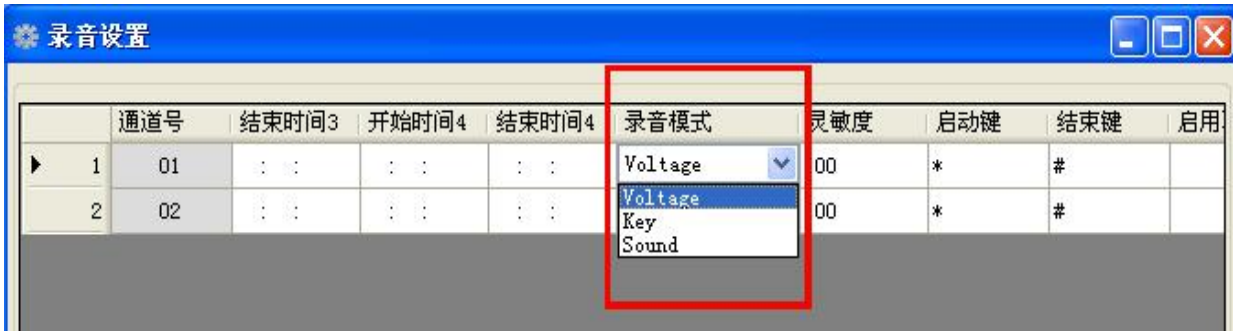 录音设置
通道号 结束时间3 开始时间4 结束时间4 录音模式 灵敏度 启动键 结束键 启用
1 01 : : : : : : Voltage 00 * #
Voltage
2 02 : : : : : : 00 * #
Key
Sound